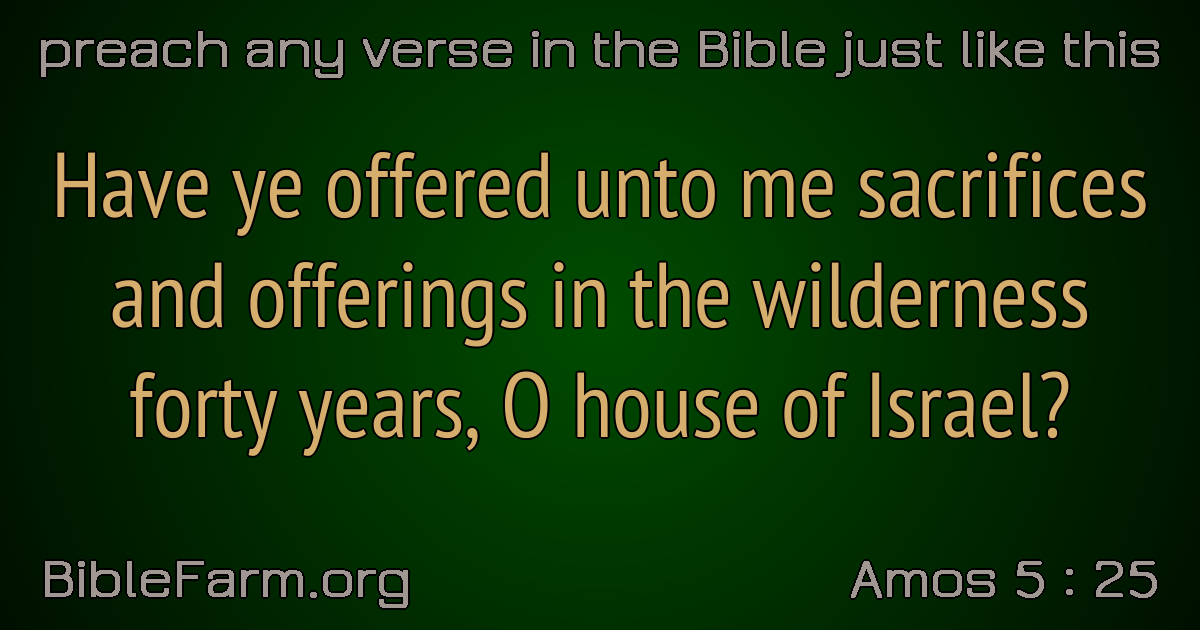 preach any verse in the Bible just like this
Have ye offered unto me sacrifices
and offerings in the wilderness
forty years, O house of Israel?
BibleFarm.org
Amos 5 : 25